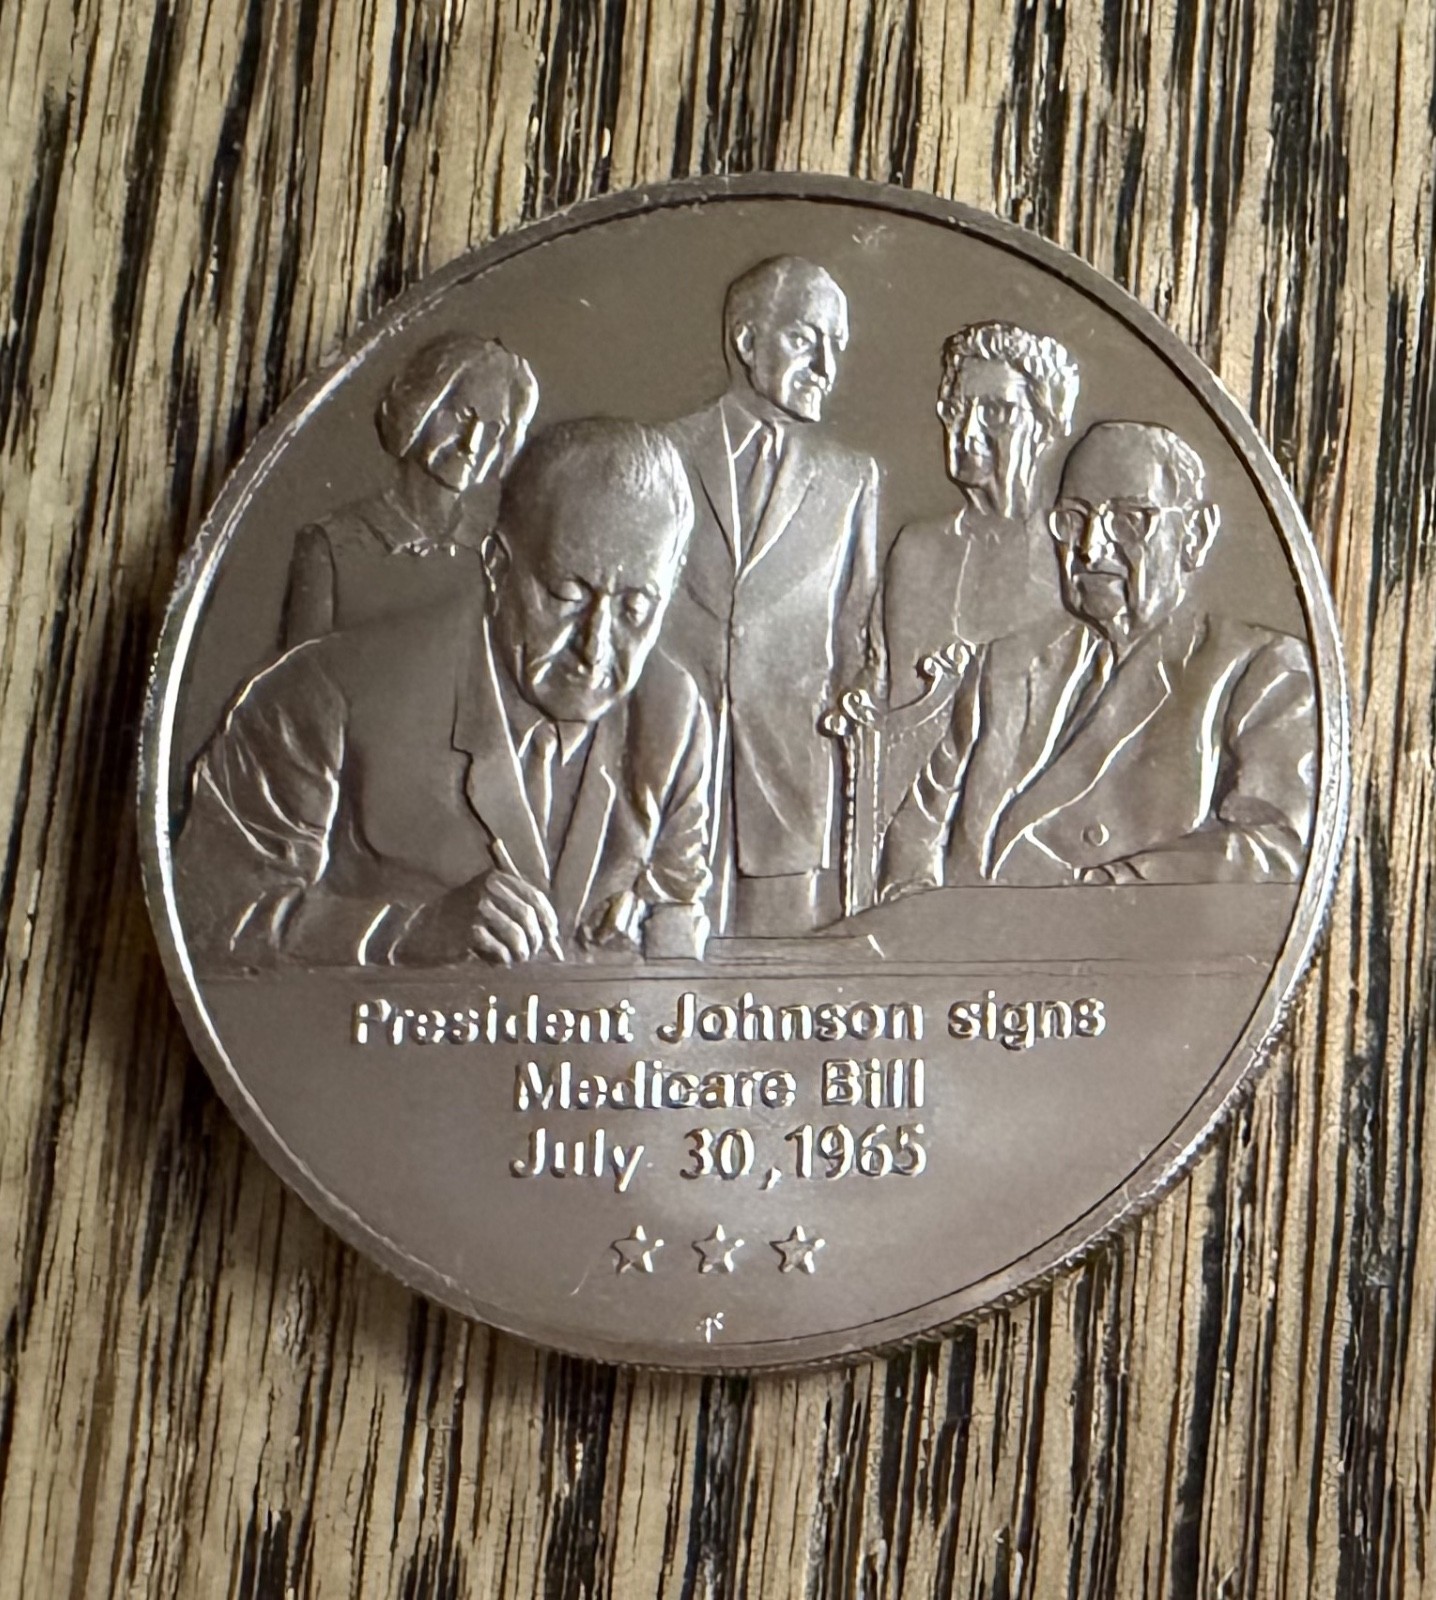 President Johnson signs
Medicare Bill
July 30, 1965